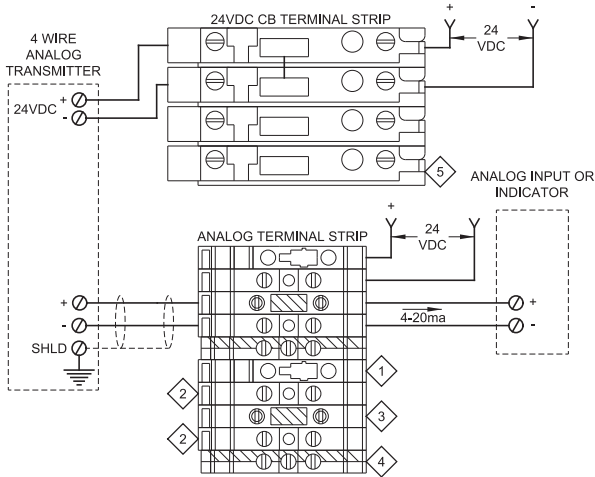 24VDC CB TERMINAL STRIP
4 WIRE
ANALOG
TRANSMITTER
+ -
24
VDC
+
24VDC
-
5
ANALOG INPUT OR
INDICATOR
ANALOG TERMINAL STRIP
+
24
VDC
+
-
SHLD
4-20ma
+
-
1
2
3
2
4